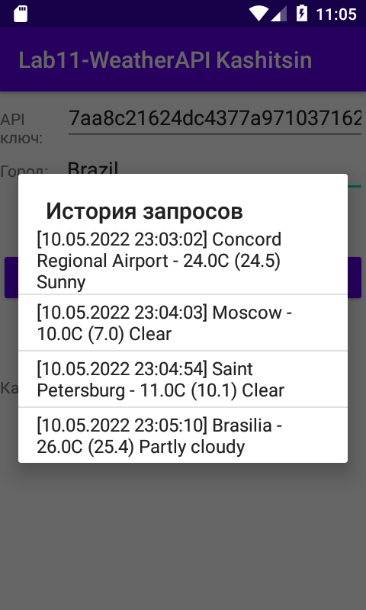 11:05
Lab11-WeatherAPI Kashitsin
API 7aa8c21624dc4377a971037162
ключ:
Город: Brazil
История запросов
[10.05.2022 23:03:02] Concord
Regional Airport - 24.0C (24.5)
Sunny
[10.05.2022 23:04:03] Moscow -
10.0C (7.0) Clear
[10.05.2022 23:04:54] Saint
Petersburg - 11.0C (10.1) Clear
[10.05.2022 23:05:10] Brasilia -
26.0C (25.4) Partly cloudy